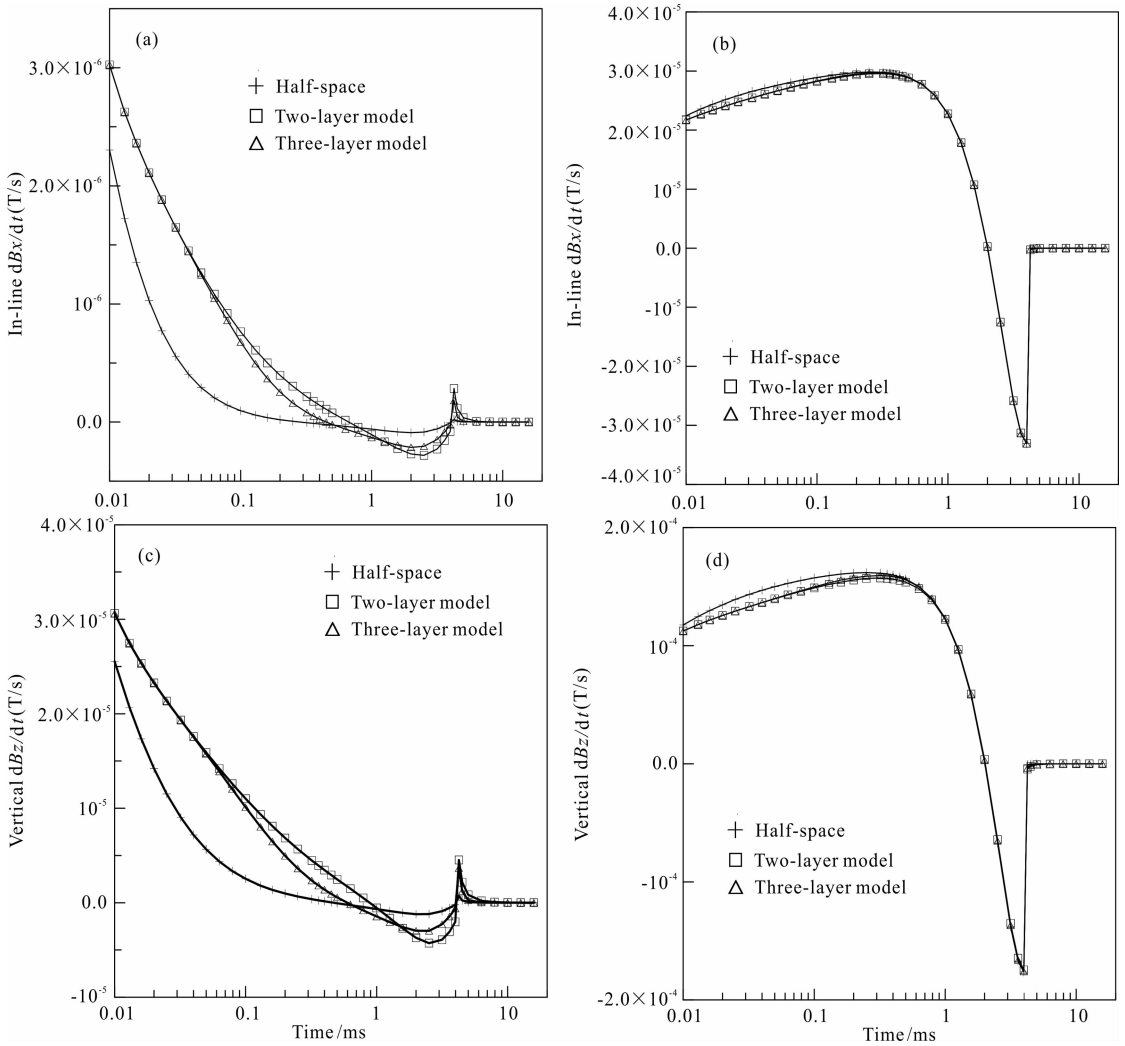 (a)
3.0×10⁻⁶
2.0×10⁻⁶
10⁻⁶
0.0
In-line dBx/dt(T/s)
Half-space
Two-layer model
Three-layer model
0.01 0.1 1 10
(b)
4.0×10⁻⁵
3.0×10⁻⁵
2.0×10⁻⁵
10⁻⁵
0.0
-10⁻⁵
-2.0×10⁻⁵
-3.0×10⁻⁵
-4.0×10⁻⁵
In-line dBx/dt(T/s)
Half-space
Two-layer model
Three-layer model
0.01 0.1 1 10
(c)
4.0×10⁻⁵
3.0×10⁻⁵
2.0×10⁻⁵
10⁻⁵
0.0
-10⁻⁵
Vertical dBz/dt(T/s)
Half-space
Two-layer model
Three-layer model
0.01 0.1 1 10
Time/ms
(d)
2.0×10⁻⁴
10⁻⁴
0.0
-10⁻⁴
-2.0×10⁻⁴
Vertical dBz/dt(T/s)
Half-space
Two-layer model
Three-layer model
0.01 0.1 1 10
Time/ms